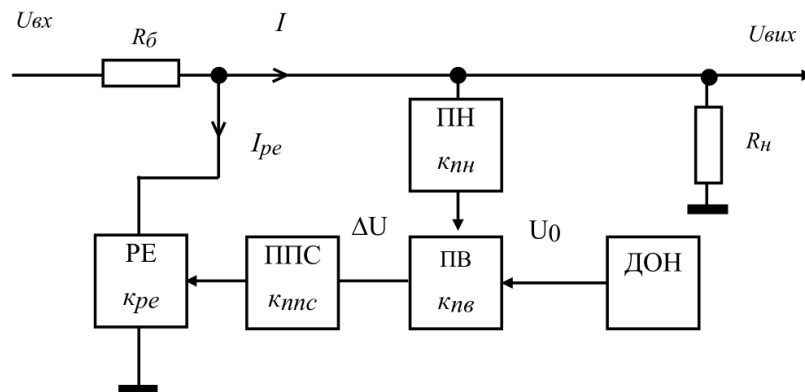 Uвх
Rб
I
Uвих
ПН
кпн
Rн
Iре
ΔU
U0
РЕ
кре
ППС
кппс
ПВ
кпв
ДОН